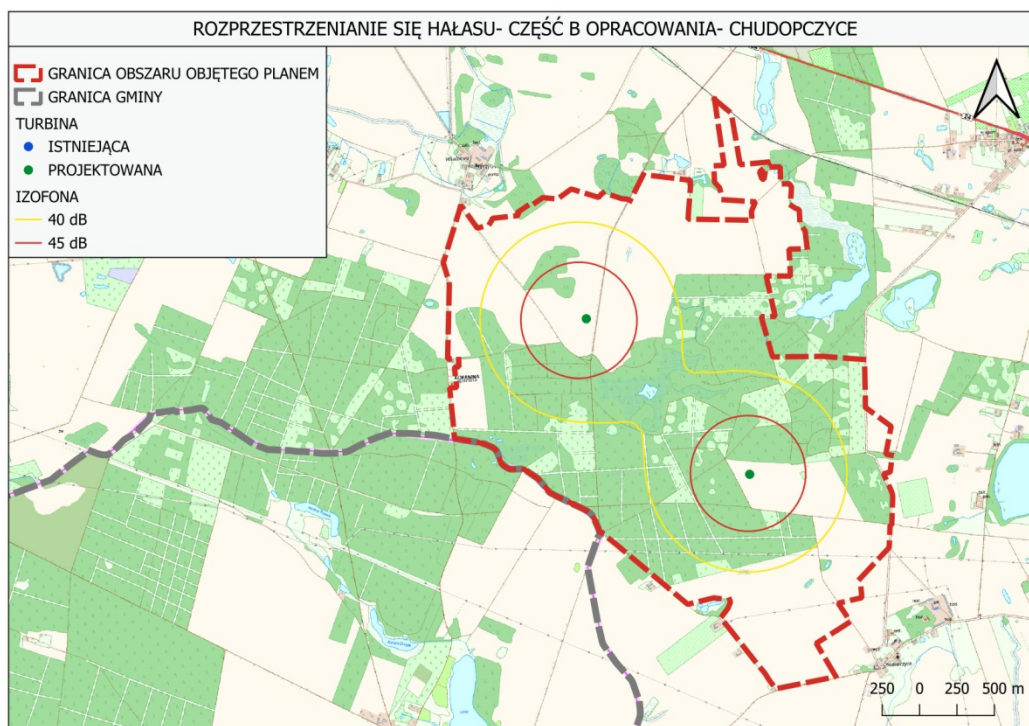 ROZPRZESTRZENIANIE SIĘ HAŁASU- CZĘŚĆ B OPRACOWANIA- CHUDOPCZYCE
GRANICA OBSZARU OBJĘTEGO PLANEM
GRANICA GMINY
TURBINA
ISTNIEJĄCA
PROJEKTOWANA
IZOFONA
40 dB
45 dB
250 0 250 500 m